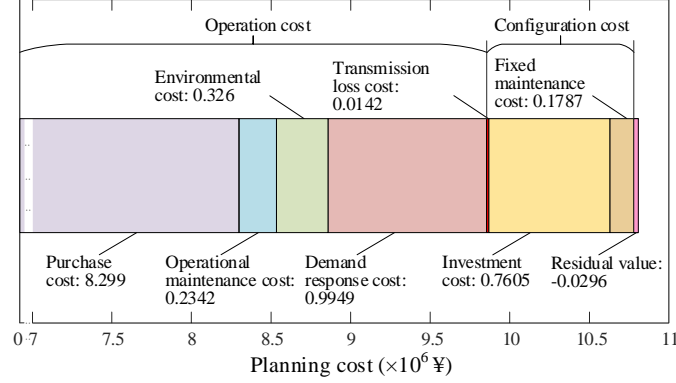 Operation cost
Configuration cost
Environmental
cost: 0.326
Transmission
loss cost:
0.0142
Fixed
maintenance
cost: 0.1787
Purchase
cost: 8.299
Operational
maintenance cost:
0.2342
Demand
response cost:
0.9949
Investment
cost: 0.7605
Residual value:
-0.0296
0 7 7.5 8 8.5 9 9.5 10 10.5 11
Planning cost (×10⁶ ¥)